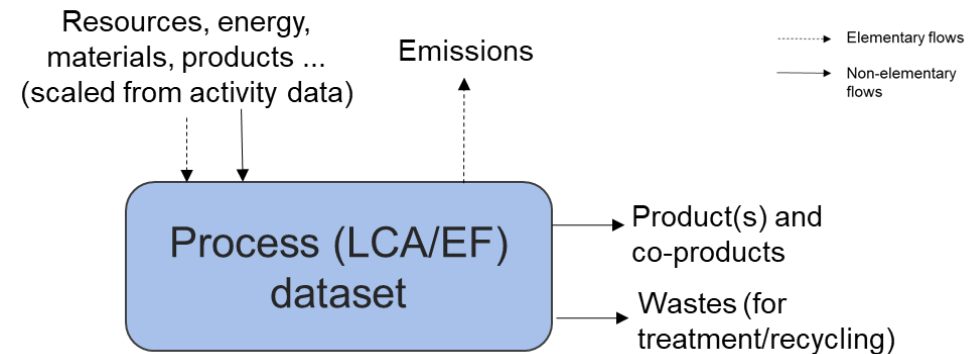 Resources, energy,
materials, products ...
(scaled from activity data)
Emissions
Elementary flows
Non-elementary
flows
Process (LCA/EF)
dataset
Product(s) and
co-products
Wastes (for
treatment/recycling)